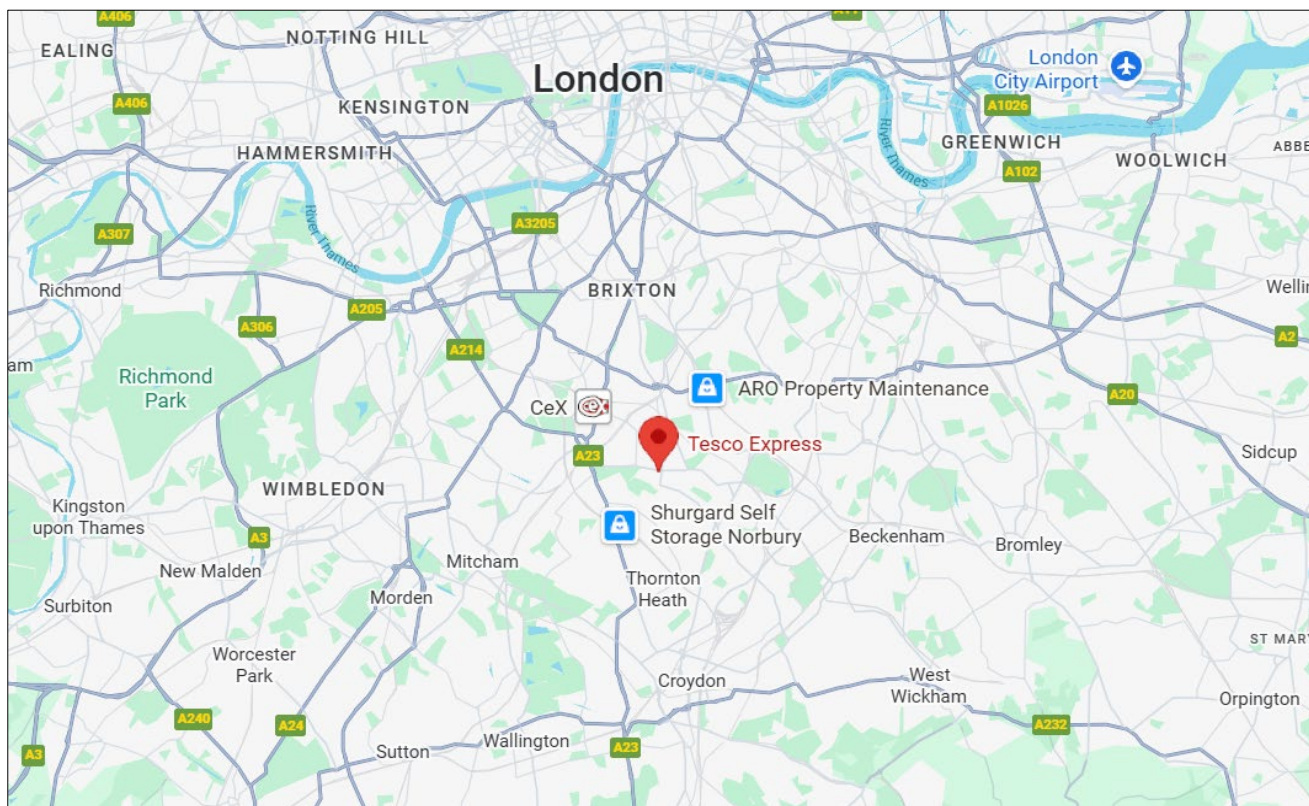 A406
A11
EALING
NOTTING HILL
London
London
City Airport
A406
KENSINGTON
A1026
HAMMERSMITH
River Thames
GREENWICH
WOOLWICH
ABBE
A102
River Thames
A307
A3205
Richmond
BRIXTON
Wellin
A205
A306
A2
A214
am
Richmond
Park
ARO Property Maintenance
A20
CeX
Tesco Express
A23
Sidcup
WIMBLEDON
Kingston
upon Thames
Shurgard Self
Storage Norbury
A3
Beckenham
Bromley
New Malden
Mitcham
Thornton
Heath
Surbiton
Morden
ST MARY
Worcester
Park
Croydon
West
Wickham
Orpington
A240
A24
A232
Sutton
Wallington
A23
A3